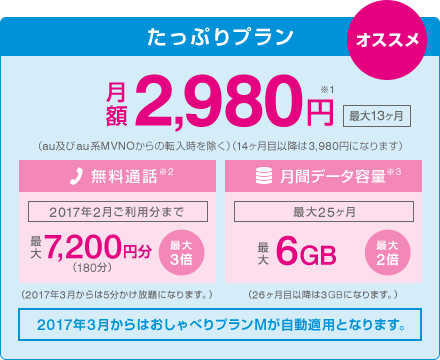 たっぷりプラン
オススメ
月額2,980円※1
最大13ヶ月
（au及びau系MVNOからの転入時を除く）（14ヶ月目以降は3,980円になります）
無料通話※2
2017年2月ご利用分まで
最大7,200円分
（180分）
最大3倍
（2017年3月からは5分かけ放題になります。）
月間データ容量※3
最大25ヶ月
最大6GB
最大2倍
（26ヶ月目以降は3GBになります。）
2017年3月からはおしゃべりプランMが自動適用となります。